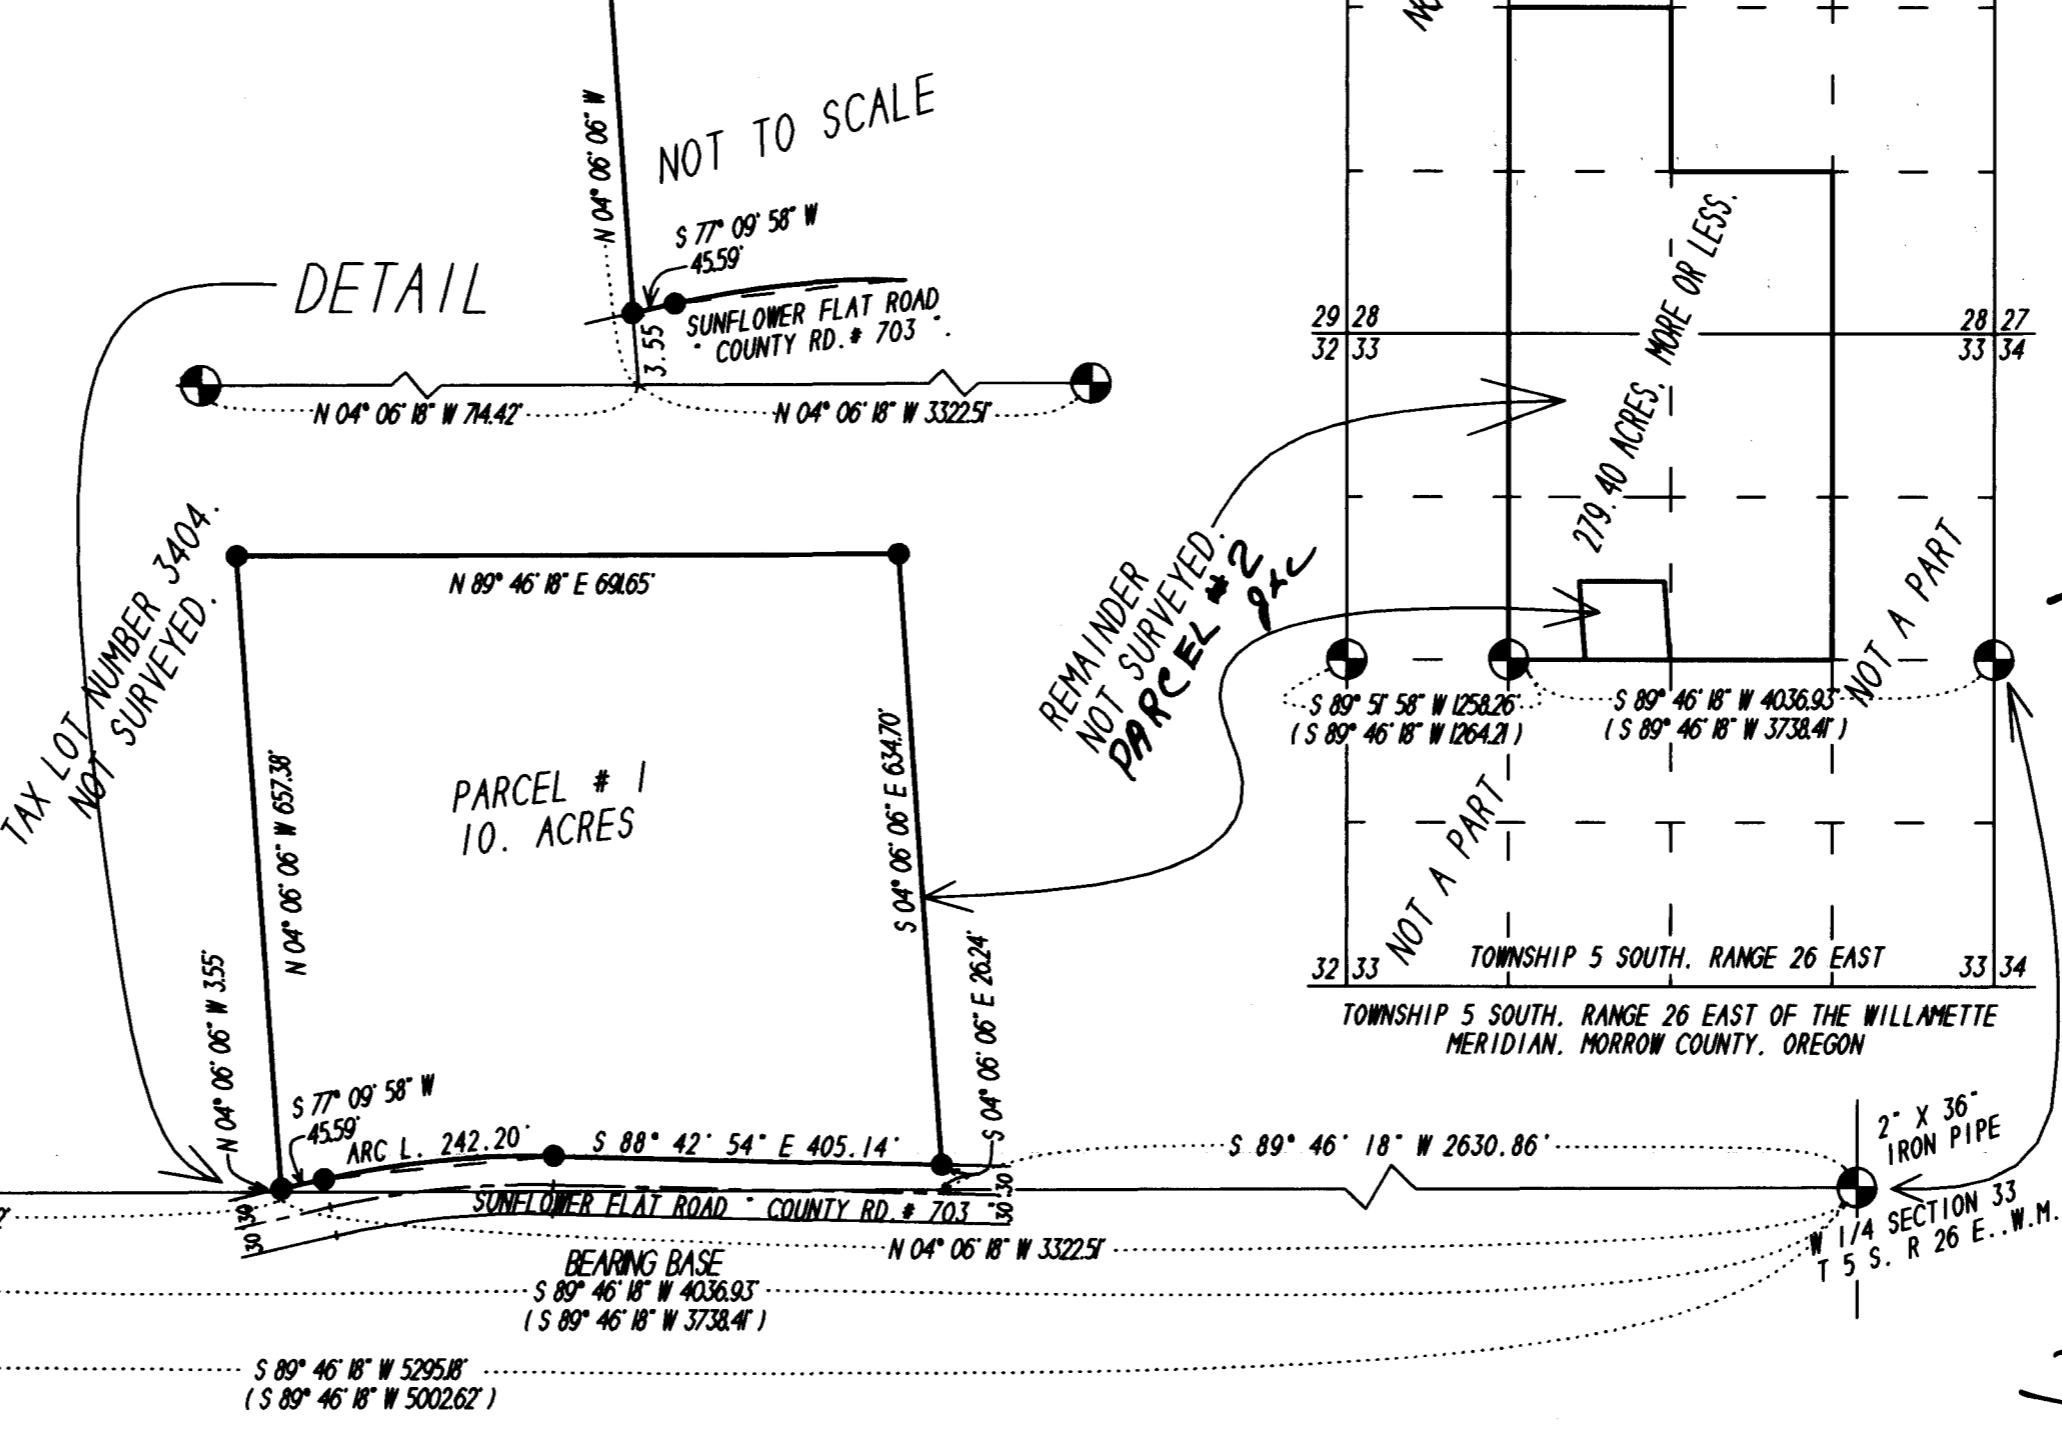 N 04° 06' 06" W
NOT TO SCALE
S 77° 09' 58" W
45.59'
DETAIL
SUNFLOWER FLAT ROAD
" COUNTY RD. # 703 "
3.55
N 04° 06' 18" W 714.42'
N 04° 06' 18" W 3322.51'
TAX LOT NUMBER 3404.
NOT SURVEYED.
N 89° 46' 18" E 691.65'
N 04° 06' 06" W 657.38'
PARCEL # 1
10. ACRES
S 04° 06' 06" E 634.70'
N 04° 06' 06" W 3.55'
S 77° 09' 58" W
45.59'
ARC L. 242.20'
S 88° 42' 54" E 405.14'
S 04° 06' 06" E 26.24'
30
30
30
30
SUNFLOWER FLAT ROAD " COUNTY RD. # 703 "
S 89° 46' 18" W 2630.86'
N 04° 06' 18" W 3322.51'
BEARING BASE
S 89° 46' 18" W 4036.93'
( S 89° 46' 18" W 3738.41' )
S 89° 46' 18" W 5295.18'
( S 89° 46' 18" W 5002.62' )
REMAINDER
NOT SURVEYED.
PARCEL #2
279.40 ACRES. MORE OR LESS.
29 28
32 33
28 27
33 34
NOT A PART
S 89° 51' 58" W 1258.26'
( S 89° 46' 18" W 1264.21 )
S 89° 46' 18" W 4036.93'
( S 89° 46' 18" W 3738.41' )
NOT A PART
TOWNSHIP 5 SOUTH. RANGE 26 EAST
32 33
33 34
TOWNSHIP 5 SOUTH. RANGE 26 EAST OF THE WILLAMETTE
MERIDIAN. MORROW COUNTY. OREGON
2" X 36"
IRON PIPE
W 1/4 SECTION 33
T 5 S. R 26 E..W.M.